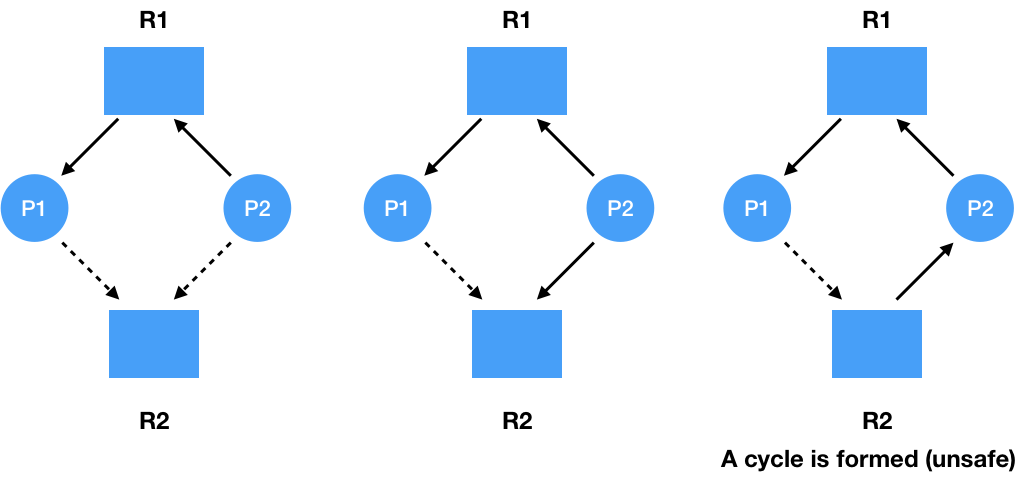 R1 R1 R1
P1 P2 P1 P2 P1 P2
R2 R2 R2
A cycle is formed (unsafe)